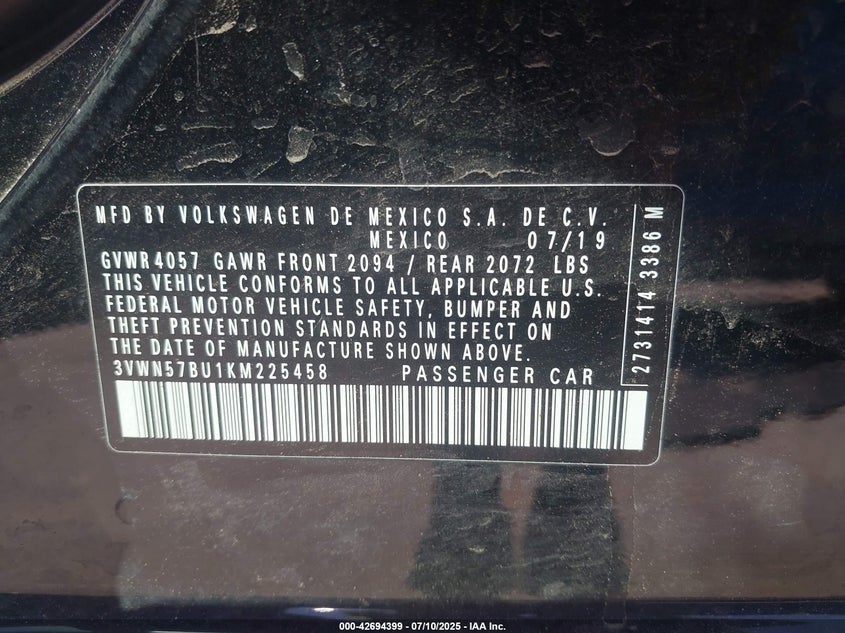 MFD BY VOLKSWAGEN DE MEXICO S.A. DE C.V.
MEXICO 07/19
GVWR 4057 GAWR FRONT 2094 / REAR 2072 LBS
THIS VEHICLE CONFORMS TO ALL APPLICABLE U.S.
FEDERAL MOTOR VEHICLE SAFETY, BUMPER AND
THEFT PREVENTION STANDARDS IN EFFECT ON
THE DATE OF MANUFACTURE SHOWN ABOVE.
3VWN57BU1KM225458 PASSENGER CAR
2731414 3386 M
000-42694399 - 07/10/2025 - IAA Inc.